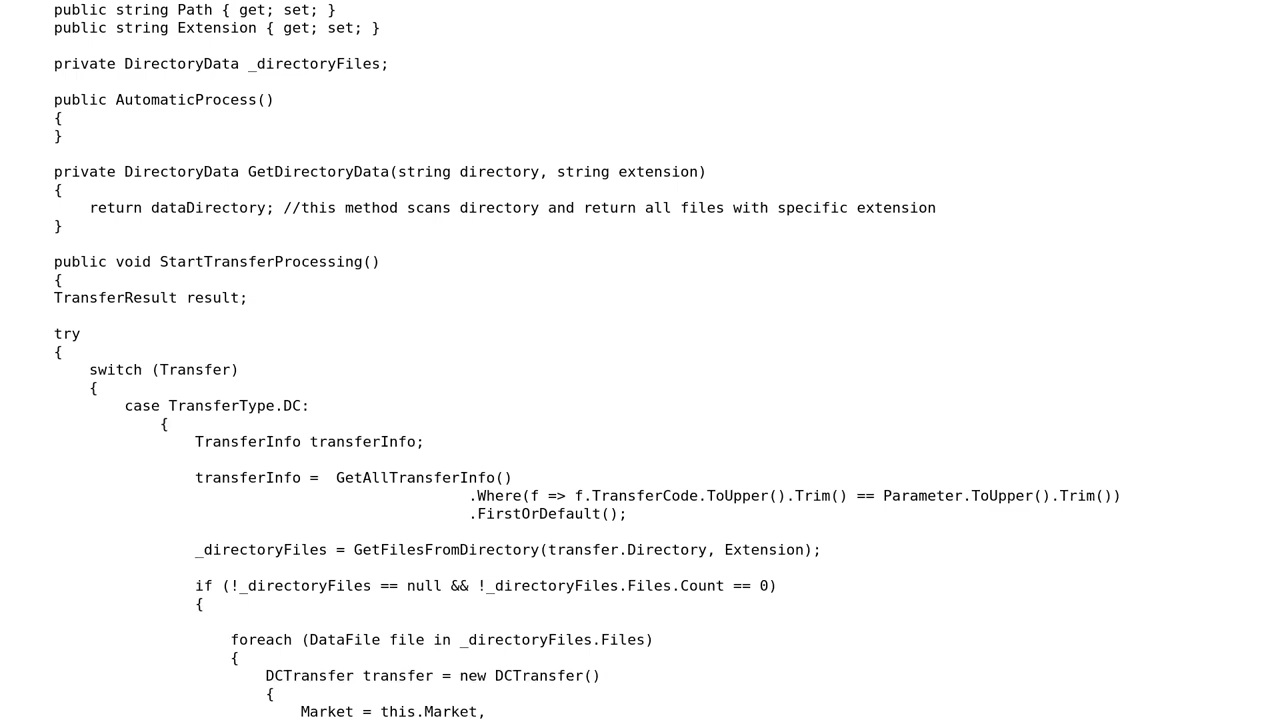 public string Path { get; set; }
public string Extension { get; set; }
private DirectoryData _directoryFiles;
public AutomaticProcess()
{
}
private DirectoryData GetDirectoryData(string directory, string extension)
{
return dataDirectory; //this method scans directory and return all files with specific extension
}
public void StartTransferProcessing()
{
TransferResult result;
try
{
switch (Transfer)
{
case TransferType.DC:
{
TransferInfo transferInfo;
transferInfo =  GetAllTransferInfo()
.Where(f => f.TransferCode.ToUpper().Trim() == Parameter.ToUpper().Trim())
.FirstOrDefault();
_directoryFiles = GetFilesFromDirectory(transfer.Directory, Extension);
if (!_directoryFiles == null && !_directoryFiles.Files.Count == 0)
{
foreach (DataFile file in _directoryFiles.Files)
{
DCTransfer transfer = new DCTransfer()
{
Market = this.Market,